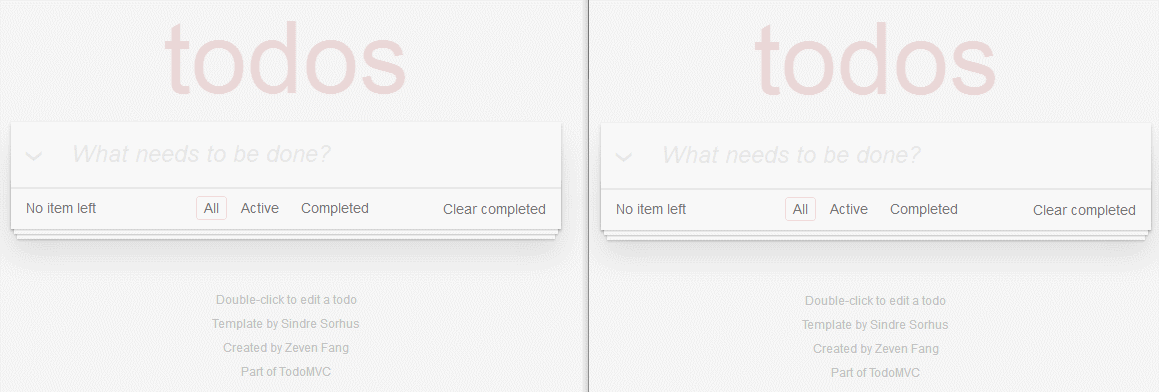 todos
What needs to be done?
No item left All Active Completed Clear completed
Double-click to edit a todo
Template by Sindre Sorhus
Created by Zeven Fang
Part of TodoMVC
todos
What needs to be done?
No item left All Active Completed Clear completed
Double-click to edit a todo
Template by Sindre Sorhus
Created by Zeven Fang
Part of TodoMVC